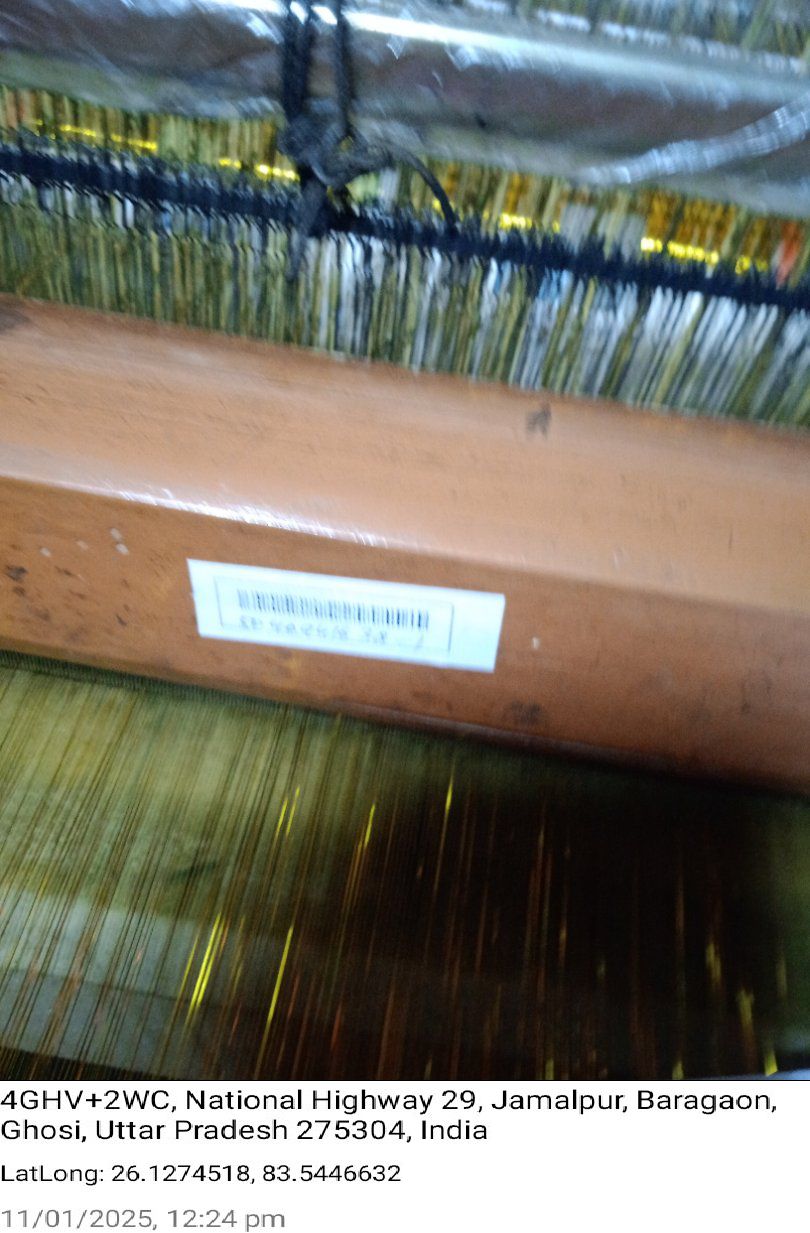 4GHV+2WC, National Highway 29, Jamalpur, Baragaon,
Ghosi, Uttar Pradesh 275304, India
LatLong: 26.1274518, 83.5446632
11/01/2025, 12:24 pm